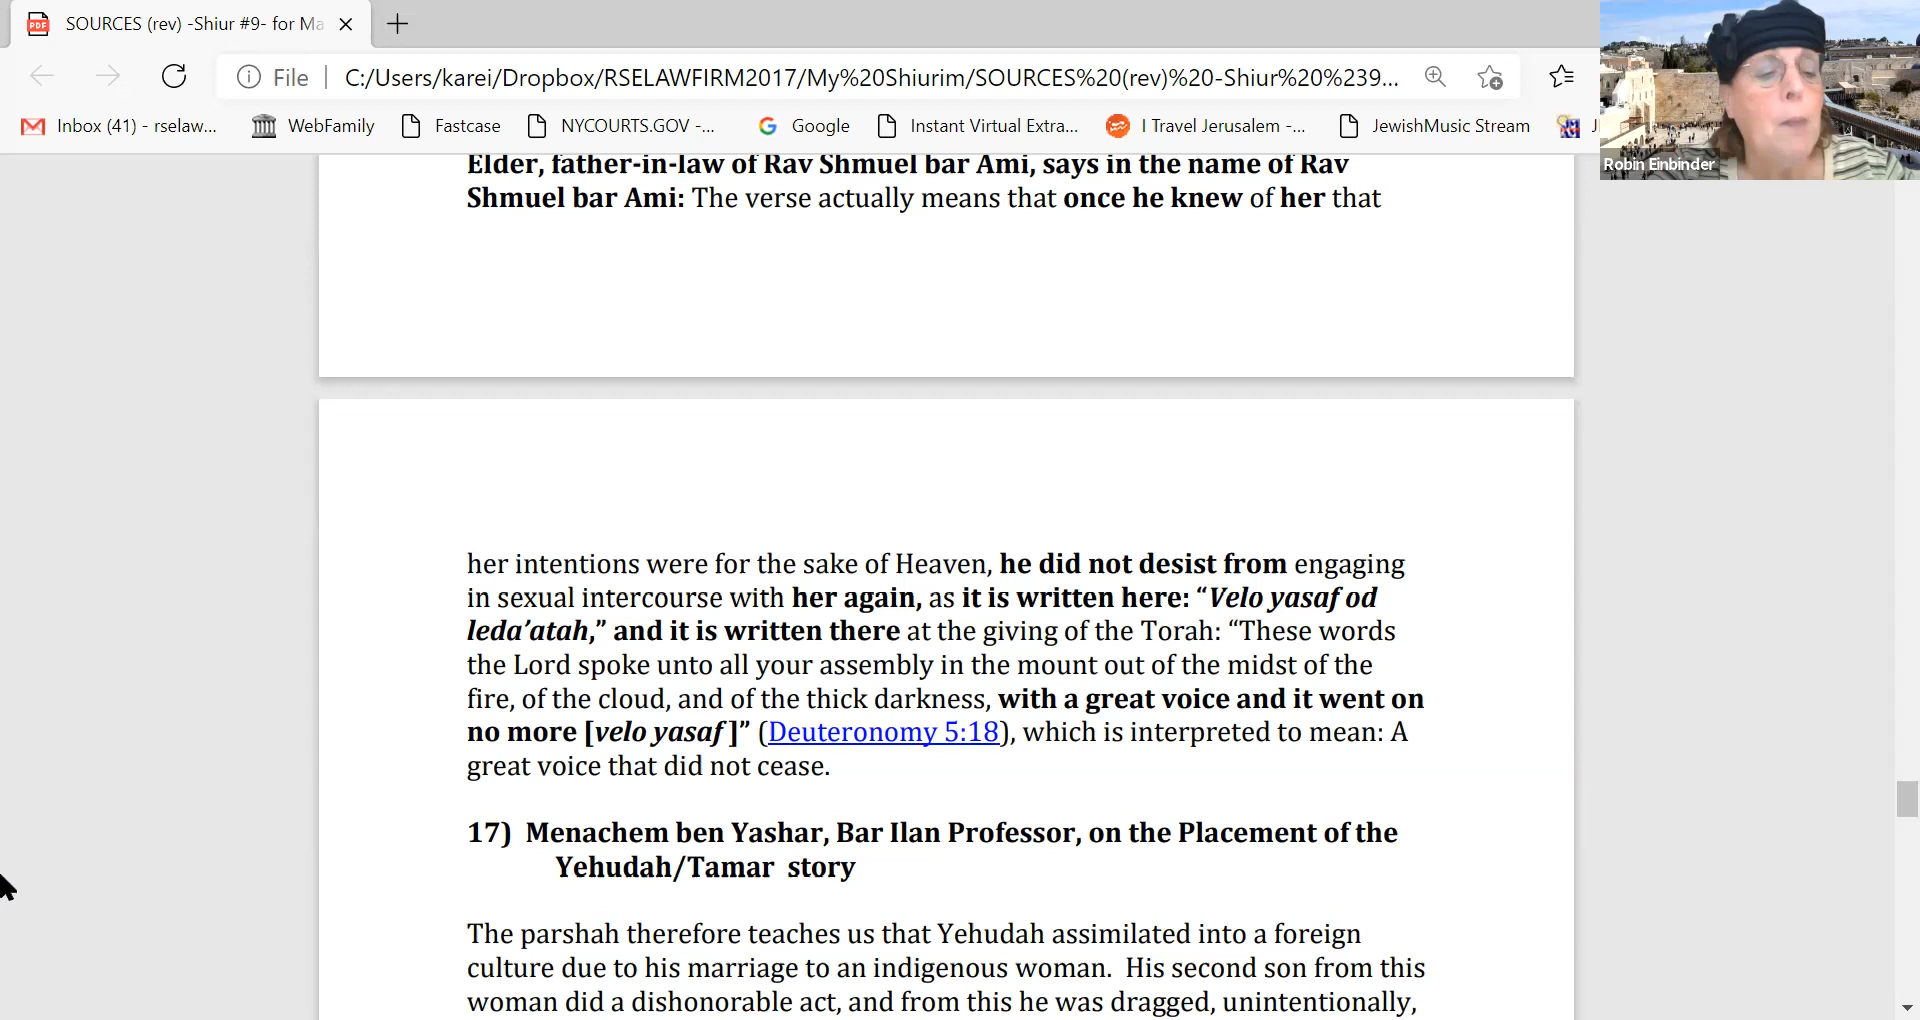 SOURCES (rev) -Shiur #9- for Ma
File
C:/Users/karei/Dropbox/RSELAWFIRM2017/My%20Shiurim/SOURCES%20(rev)%20-Shiur%20%239...
Inbox (41) - rselaw...
WebFamily
Fastcase
NYCOURTS.GOV -...
Google
Instant Virtual Extra...
I Travel Jerusalem -...
JewishMusic Stream
Robin Einbinder
Elder, father-in-law of Rav Shmuel bar Ami, says in the name of Rav
Shmuel bar Ami: The verse actually means that once he knew of her that
her intentions were for the sake of Heaven, he did not desist from engaging
in sexual intercourse with her again, as it is written here: “Velo yasaf od
leda’atah,” and it is written there at the giving of the Torah: “These words
the Lord spoke unto all your assembly in the mount out of the midst of the
fire, of the cloud, and of the thick darkness, with a great voice and it went on
no more [velo yasaf]” (Deuteronomy 5:18), which is interpreted to mean: A
great voice that did not cease.
17) Menachem ben Yashar, Bar Ilan Professor, on the Placement of the
Yehudah/Tamar story
The parshah therefore teaches us that Yehudah assimilated into a foreign
culture due to his marriage to an indigenous woman. His second son from this
woman did a dishonorable act, and from this he was dragged, unintentionally,